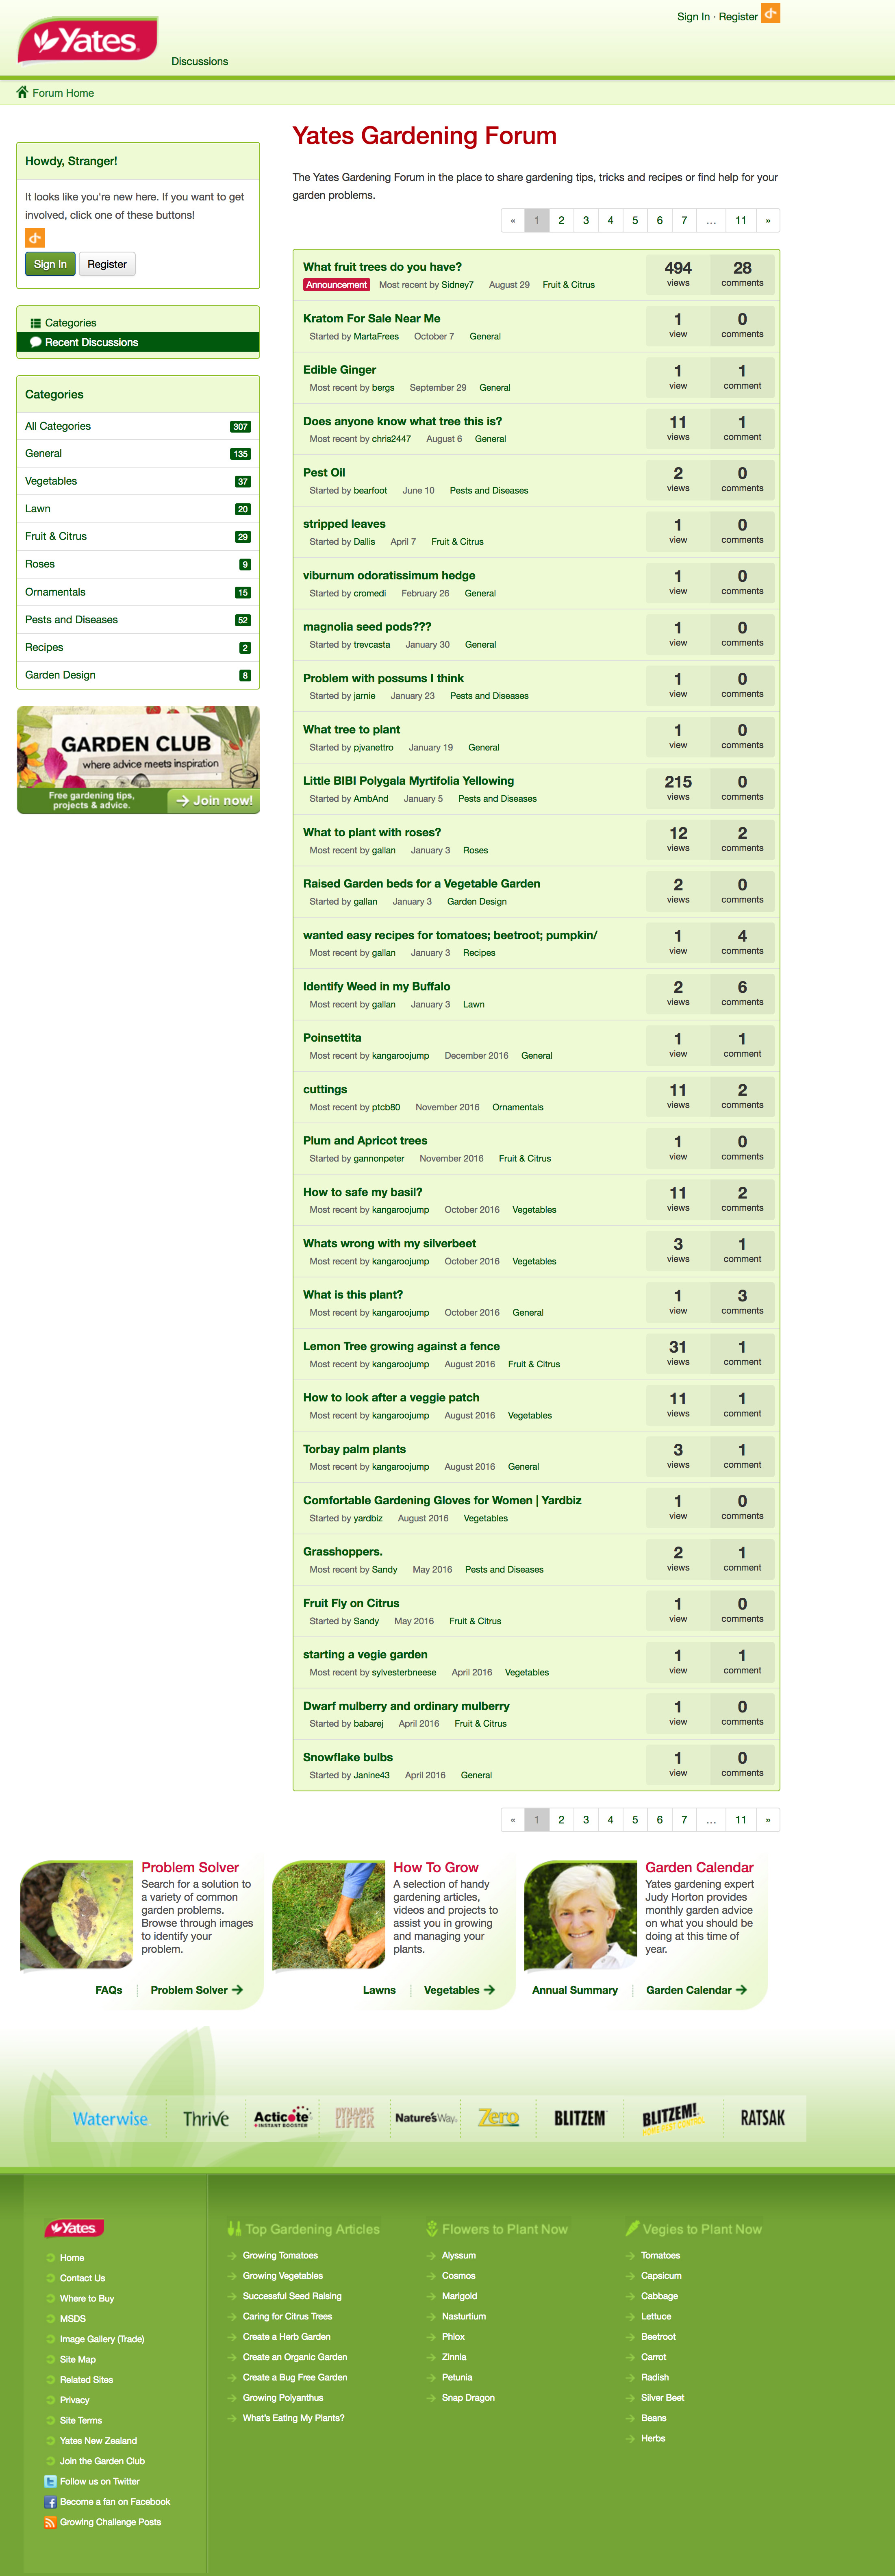 Sign In · Register
Yates
Discussions
Forum Home
Howdy, Stranger!
It looks like you're new here. If you want to get
involved, click one of these buttons!
Sign In
Register
Categories
Recent Discussions
Categories
All Categories 307
General 135
Vegetables 37
Lawn 20
Fruit & Citrus 29
Roses 9
Ornamentals 15
Pests and Diseases 52
Recipes 2
Garden Design 8
GARDEN CLUB
where advice meets inspiration
Free gardening tips,
projects & advice.
Join now!
Yates Gardening Forum
The Yates Gardening Forum in the place to share gardening tips, tricks and recipes or find help for your
garden problems.
« 1 2 3 4 5 6 7 … 11 »
What fruit trees do you have? 494 28
Announcement Most recent by Sidney7 August 29 Fruit & Citrus views comments
Kratom For Sale Near Me 1 0
Started by MartaFrees October 7 General view comments
Edible Ginger 1 1
Most recent by bergs September 29 General view comment
Does anyone know what tree this is? 11 1
Most recent by chris2447 August 6 General views comment
Pest Oil 2 0
Started by bearfoot June 10 Pests and Diseases views comments
stripped leaves 1 0
Started by Dallis April 7 Fruit & Citrus view comments
viburnum odoratissimum hedge 1 0
Started by cromedi February 26 General view comments
magnolia seed pods??? 1 0
Started by trevcasta January 30 General view comments
Problem with possums I think 1 0
Started by jarnie January 23 Pests and Diseases view comments
What tree to plant 1 0
Started by pjvanettro January 19 General view comments
Little BIBI Polygala Myrtifolia Yellowing 215 0
Started by AmbAnd January 5 Pests and Diseases views comments
What to plant with roses? 12 2
Most recent by gallan January 3 Roses views comments
Raised Garden beds for a Vegetable Garden 2 0
Started by gallan January 3 Garden Design views comments
wanted easy recipes for tomatoes; beetroot; pumpkin/ 1 4
Most recent by gallan January 3 Recipes view comments
Identify Weed in my Buffalo 2 6
Most recent by gallan January 3 Lawn views comments
Poinsettita 1 1
Most recent by kangaroojump December 2016 General view comment
cuttings 11 2
Most recent by ptcb80 November 2016 Ornamentals views comments
Plum and Apricot trees 1 0
Started by gannonpeter November 2016 Fruit & Citrus view comments
How to safe my basil? 11 2
Most recent by kangaroojump October 2016 Vegetables views comments
Whats wrong with my silverbeet 3 1
Most recent by kangaroojump October 2016 Vegetables views comment
What is this plant? 1 3
Most recent by kangaroojump October 2016 General view comments
Lemon Tree growing against a fence 31 1
Most recent by kangaroojump August 2016 Fruit & Citrus views comment
How to look after a veggie patch 11 1
Most recent by kangaroojump August 2016 Vegetables views comment
Torbay palm plants 3 1
Most recent by kangaroojump August 2016 General views comment
Comfortable Gardening Gloves for Women | Yardbiz 1 0
Started by yardbiz August 2016 Vegetables view comments
Grasshoppers. 2 1
Most recent by Sandy May 2016 Pests and Diseases views comment
Fruit Fly on Citrus 1 0
Started by Sandy May 2016 Fruit & Citrus view comments
starting a vegie garden 1 1
Most recent by sylvesterbneese April 2016 Vegetables view comment
Dwarf mulberry and ordinary mulberry 1 0
Started by babarej April 2016 Fruit & Citrus view comments
Snowflake bulbs 1 0
Started by Janine43 April 2016 General view comments
« 1 2 3 4 5 6 7 … 11 »
Problem Solver
Search for a solution to
a variety of common
garden problems.
Browse through images
to identify your
problem.
FAQs Problem Solver
How To Grow
A selection of handy
gardening articles,
videos and projects to
assist you in growing
and managing your
plants.
Lawns Vegetables
Garden Calendar
Yates gardening expert
Judy Horton provides
monthly garden advice
on what you should be
doing at this time of
year.
Annual Summary Garden Calendar
Waterwise Thrive Acticote INSTANT BOOSTER DYNAMIC LIFTER Nature's Way Zero BLITZEM BLITZEM! HOME PEST CONTROL RATSAK
Yates
Home
Contact Us
Where to Buy
MSDS
Image Gallery (Trade)
Site Map
Related Sites
Privacy
Site Terms
Yates New Zealand
Join the Garden Club
Follow us on Twitter
Become a fan on Facebook
Growing Challenge Posts
Top Gardening Articles
Growing Tomatoes
Growing Vegetables
Successful Seed Raising
Caring for Citrus Trees
Create a Herb Garden
Create an Organic Garden
Create a Bug Free Garden
Growing Polyanthus
What's Eating My Plants?
Flowers to Plant Now
Alyssum
Cosmos
Marigold
Nasturtium
Phlox
Zinnia
Petunia
Snap Dragon
Vegies to Plant Now
Tomatoes
Capsicum
Cabbage
Lettuce
Beetroot
Carrot
Radish
Silver Beet
Beans
Herbs